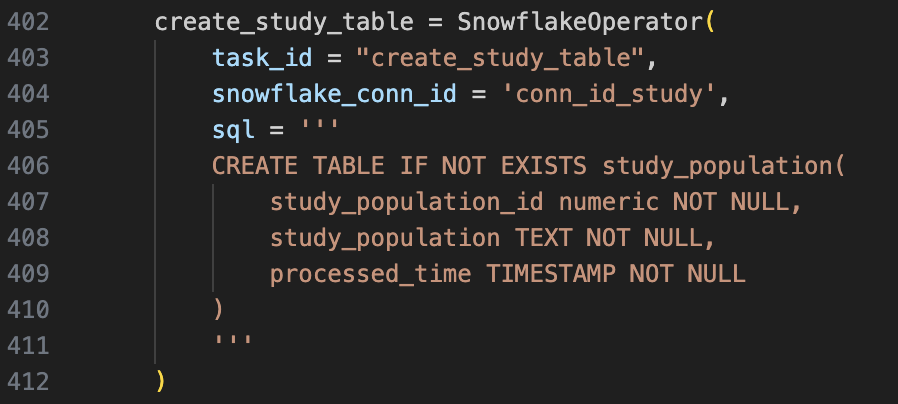 402 create_study_table = SnowflakeOperator(
403 task_id = "create_study_table",
404 snowflake_conn_id = 'conn_id_study',
405 sql = '''
406 CREATE TABLE IF NOT EXISTS study_population(
407 study_population_id numeric NOT NULL,
408 study_population TEXT NOT NULL,
409 processed_time TIMESTAMP NOT NULL
410 )
411 '''
412 )